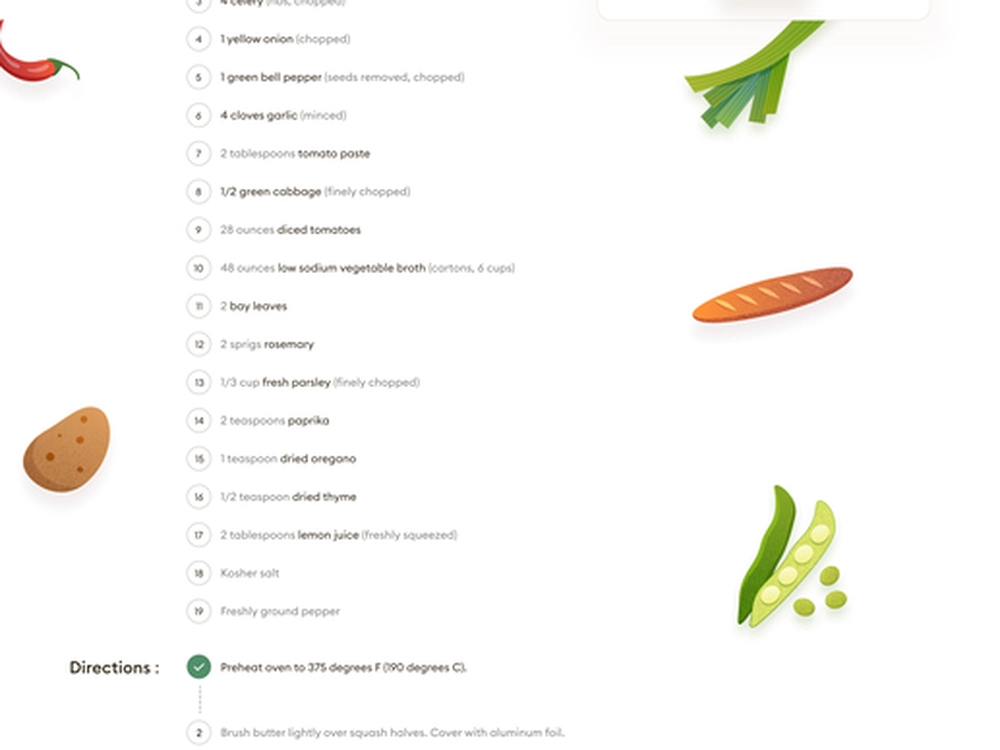 3 4 celery (ribs, chopped)
4 1 yellow onion (chopped)
5 1 green bell pepper (seeds removed, chopped)
6 4 cloves garlic (minced)
7 2 tablespoons tomato paste
8 1/2 green cabbage (finely chopped)
9 28 ounces diced tomatoes
10 48 ounces low sodium vegetable broth (cartons, 6 cups)
11 2 bay leaves
12 2 sprigs rosemary
13 1/3 cup fresh parsley (finely chopped)
14 2 teaspoons paprika
15 1 teaspoon dried oregano
16 1/2 teaspoon dried thyme
17 2 tablespoons lemon juice (freshly squeezed)
18 Kosher salt
19 Freshly ground pepper
Directions : Preheat oven to 375 degrees F (190 degrees C).
2 Brush butter lightly over squash halves. Cover with aluminum foil.